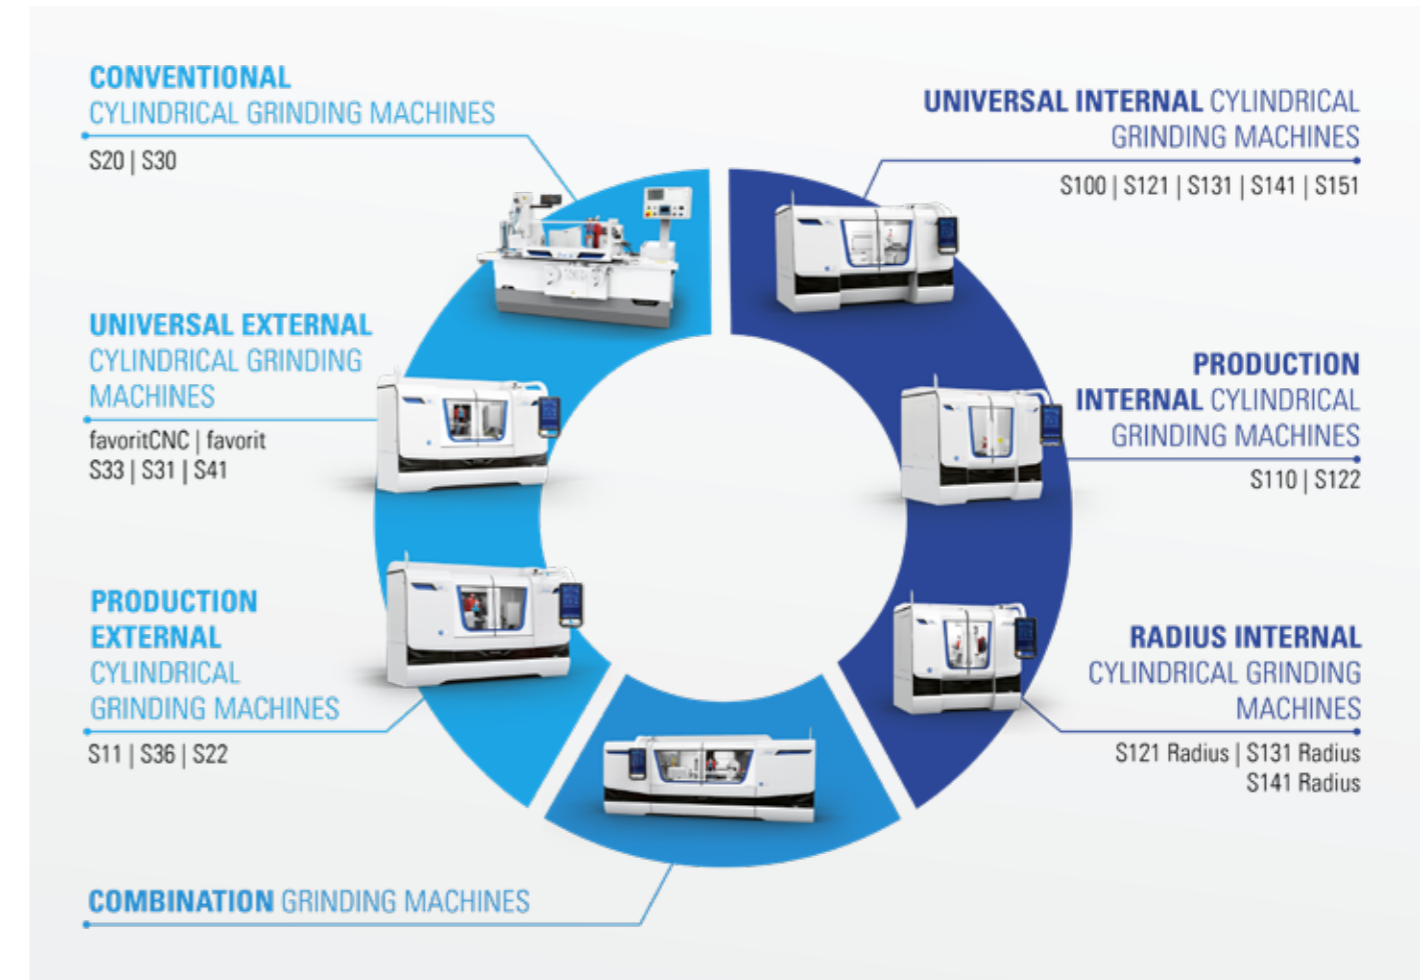 CONVENTIONAL
CYLINDRICAL GRINDING MACHINES
S20 | S30
UNIVERSAL EXTERNAL
CYLINDRICAL GRINDING
MACHINES
favoritCNC | favorit
S33 | S31 | S41
PRODUCTION
EXTERNAL
CYLINDRICAL
GRINDING MACHINES
S11 | S36 | S22
COMBINATION GRINDING MACHINES
UNIVERSAL INTERNAL CYLINDRICAL
GRINDING MACHINES
S100 | S121 | S131 | S141 | S151
PRODUCTION
INTERNAL CYLINDRICAL
GRINDING MACHINES
S110 | S122
RADIUS INTERNAL
CYLINDRICAL GRINDING
MACHINES
S121 Radius | S131 Radius
S141 Radius